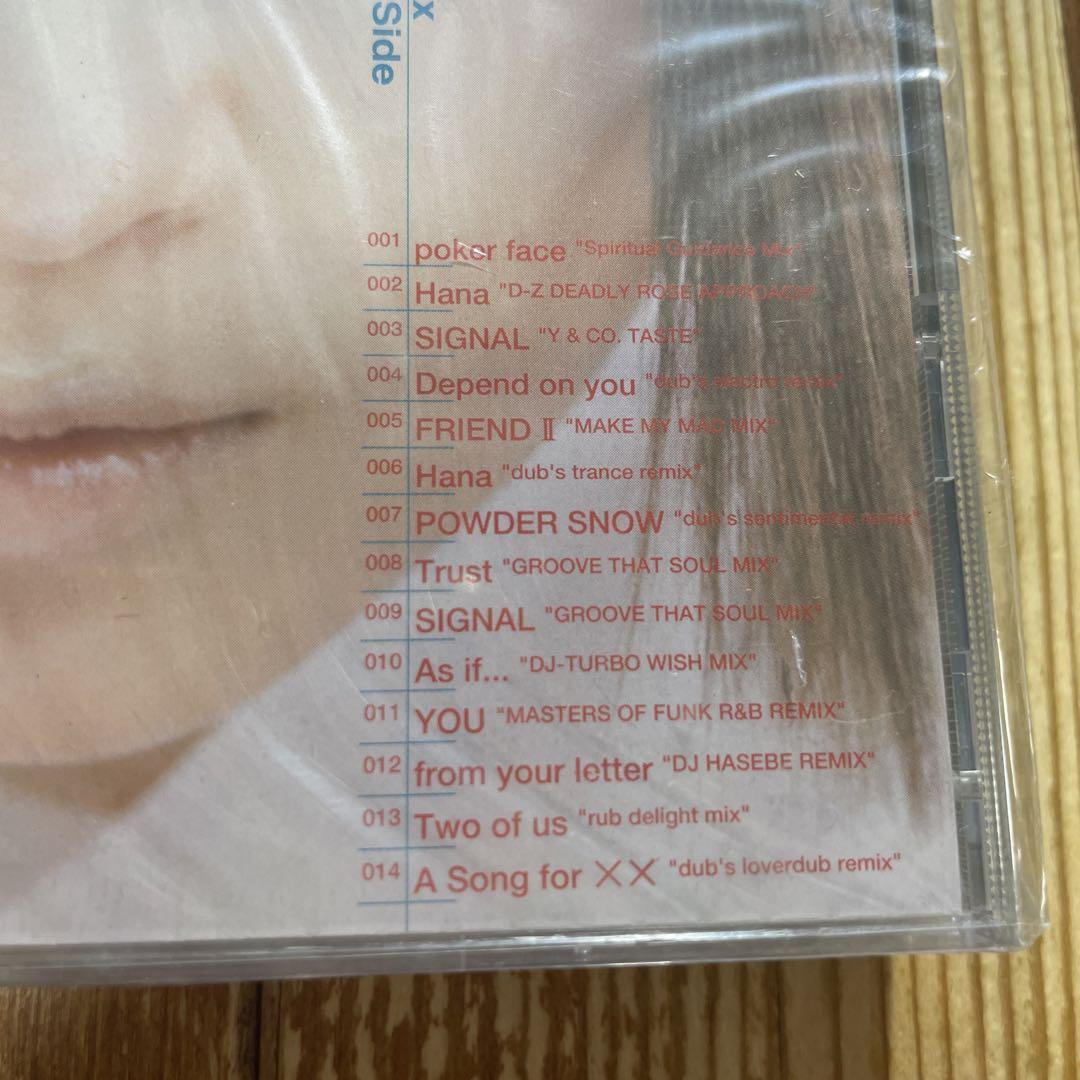 x
Side
001 poker face "Spiritual Guidance Mix"
002 Hana "D-Z DEADLY ROSE APPROACH"
003 SIGNAL "Y & CO. TASTE"
004 Depend on you "dub's electro remix"
005 FRIEND Ⅱ "MAKE MY MAD MIX"
006 Hana "dub's trance remix"
007 POWDER SNOW "dub's sentimental remix"
008 Trust "GROOVE THAT SOUL MIX"
009 SIGNAL "GROOVE THAT SOUL MIX"
010 As if... "DJ-TURBO WISH MIX"
011 YOU "MASTERS OF FUNK R&B REMIX"
012 from your letter "DJ HASEBE REMIX"
013 Two of us "rub delight mix"
014 A Song for ×× "dub's loverdub remix"